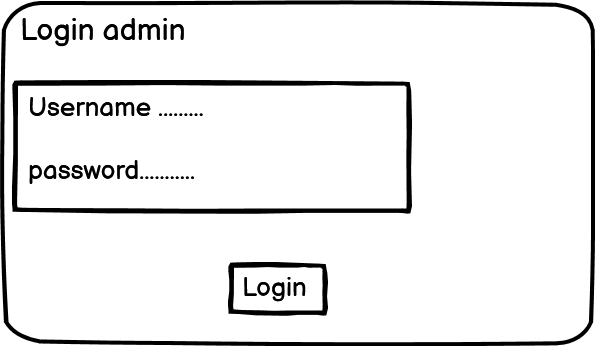 Login admin
Username .........
password...........
Login